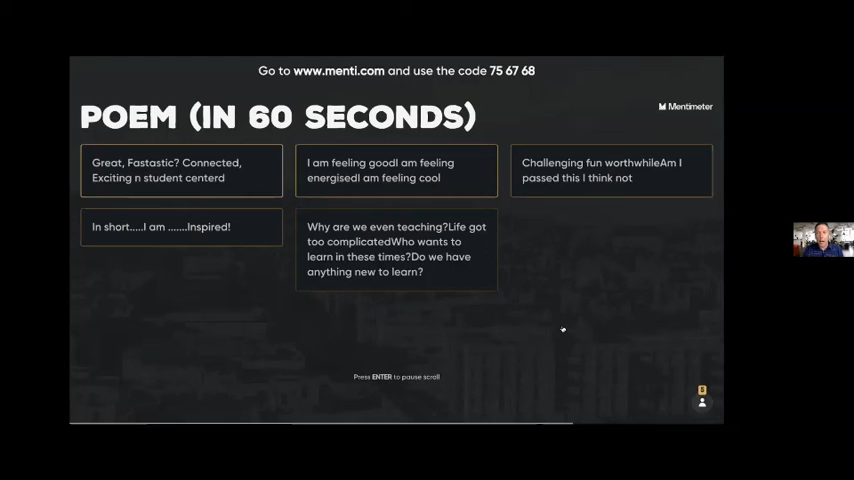 Go to www.menti.com and use the code 75 67 68
Mentimeter
POEM (IN 60 SECONDS)
Great, Fastastic? Connected,
Exciting n student centerd
I am feeling goodI am feeling
energisedI am feeling cool
Challenging fun worthwhileAm I
passed this I think not
In short.....I am .......Inspired!
Why are we even teaching?Life got
too complicatedWho wants to
learn in these times?Do we have
anything new to learn?
Press ENTER to pause scroll
5